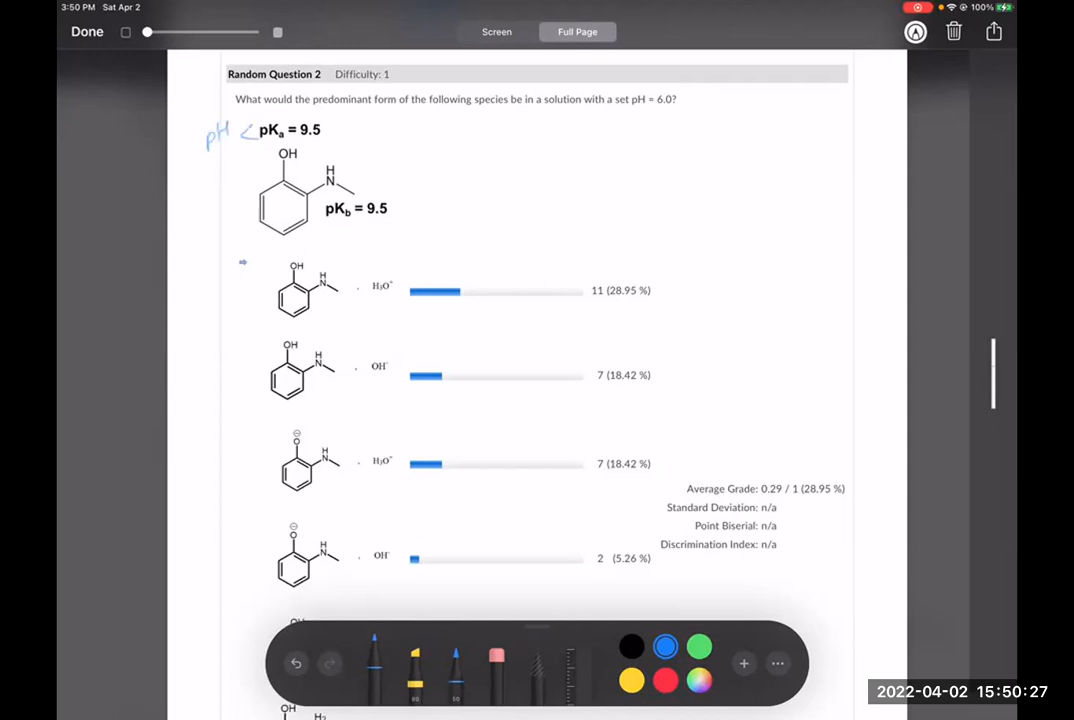 3:50 PM Sat Apr 2
100%
Done
Screen
Full Page
Random Question 2 Difficulty: 1
What would the predominant form of the following species be in a solution with a set pH = 6.0?
pH < pKa = 9.5
OH
H
N
pKb = 9.5
OH
H
N
. H₃O⁺
11 (28.95 %)
OH
H
N
. OH⁻
7 (18.42 %)
⊖
O
H
N
. H₃O⁺
7 (18.42 %)
Average Grade: 0.29 / 1 (28.95 %)
Standard Deviation: n/a
Point Biserial: n/a
Discrimination Index: n/a
⊖
O
H
N
. OH⁻
2 (5.26 %)
80
50
2022-04-02 15:50:27
OH
H₂